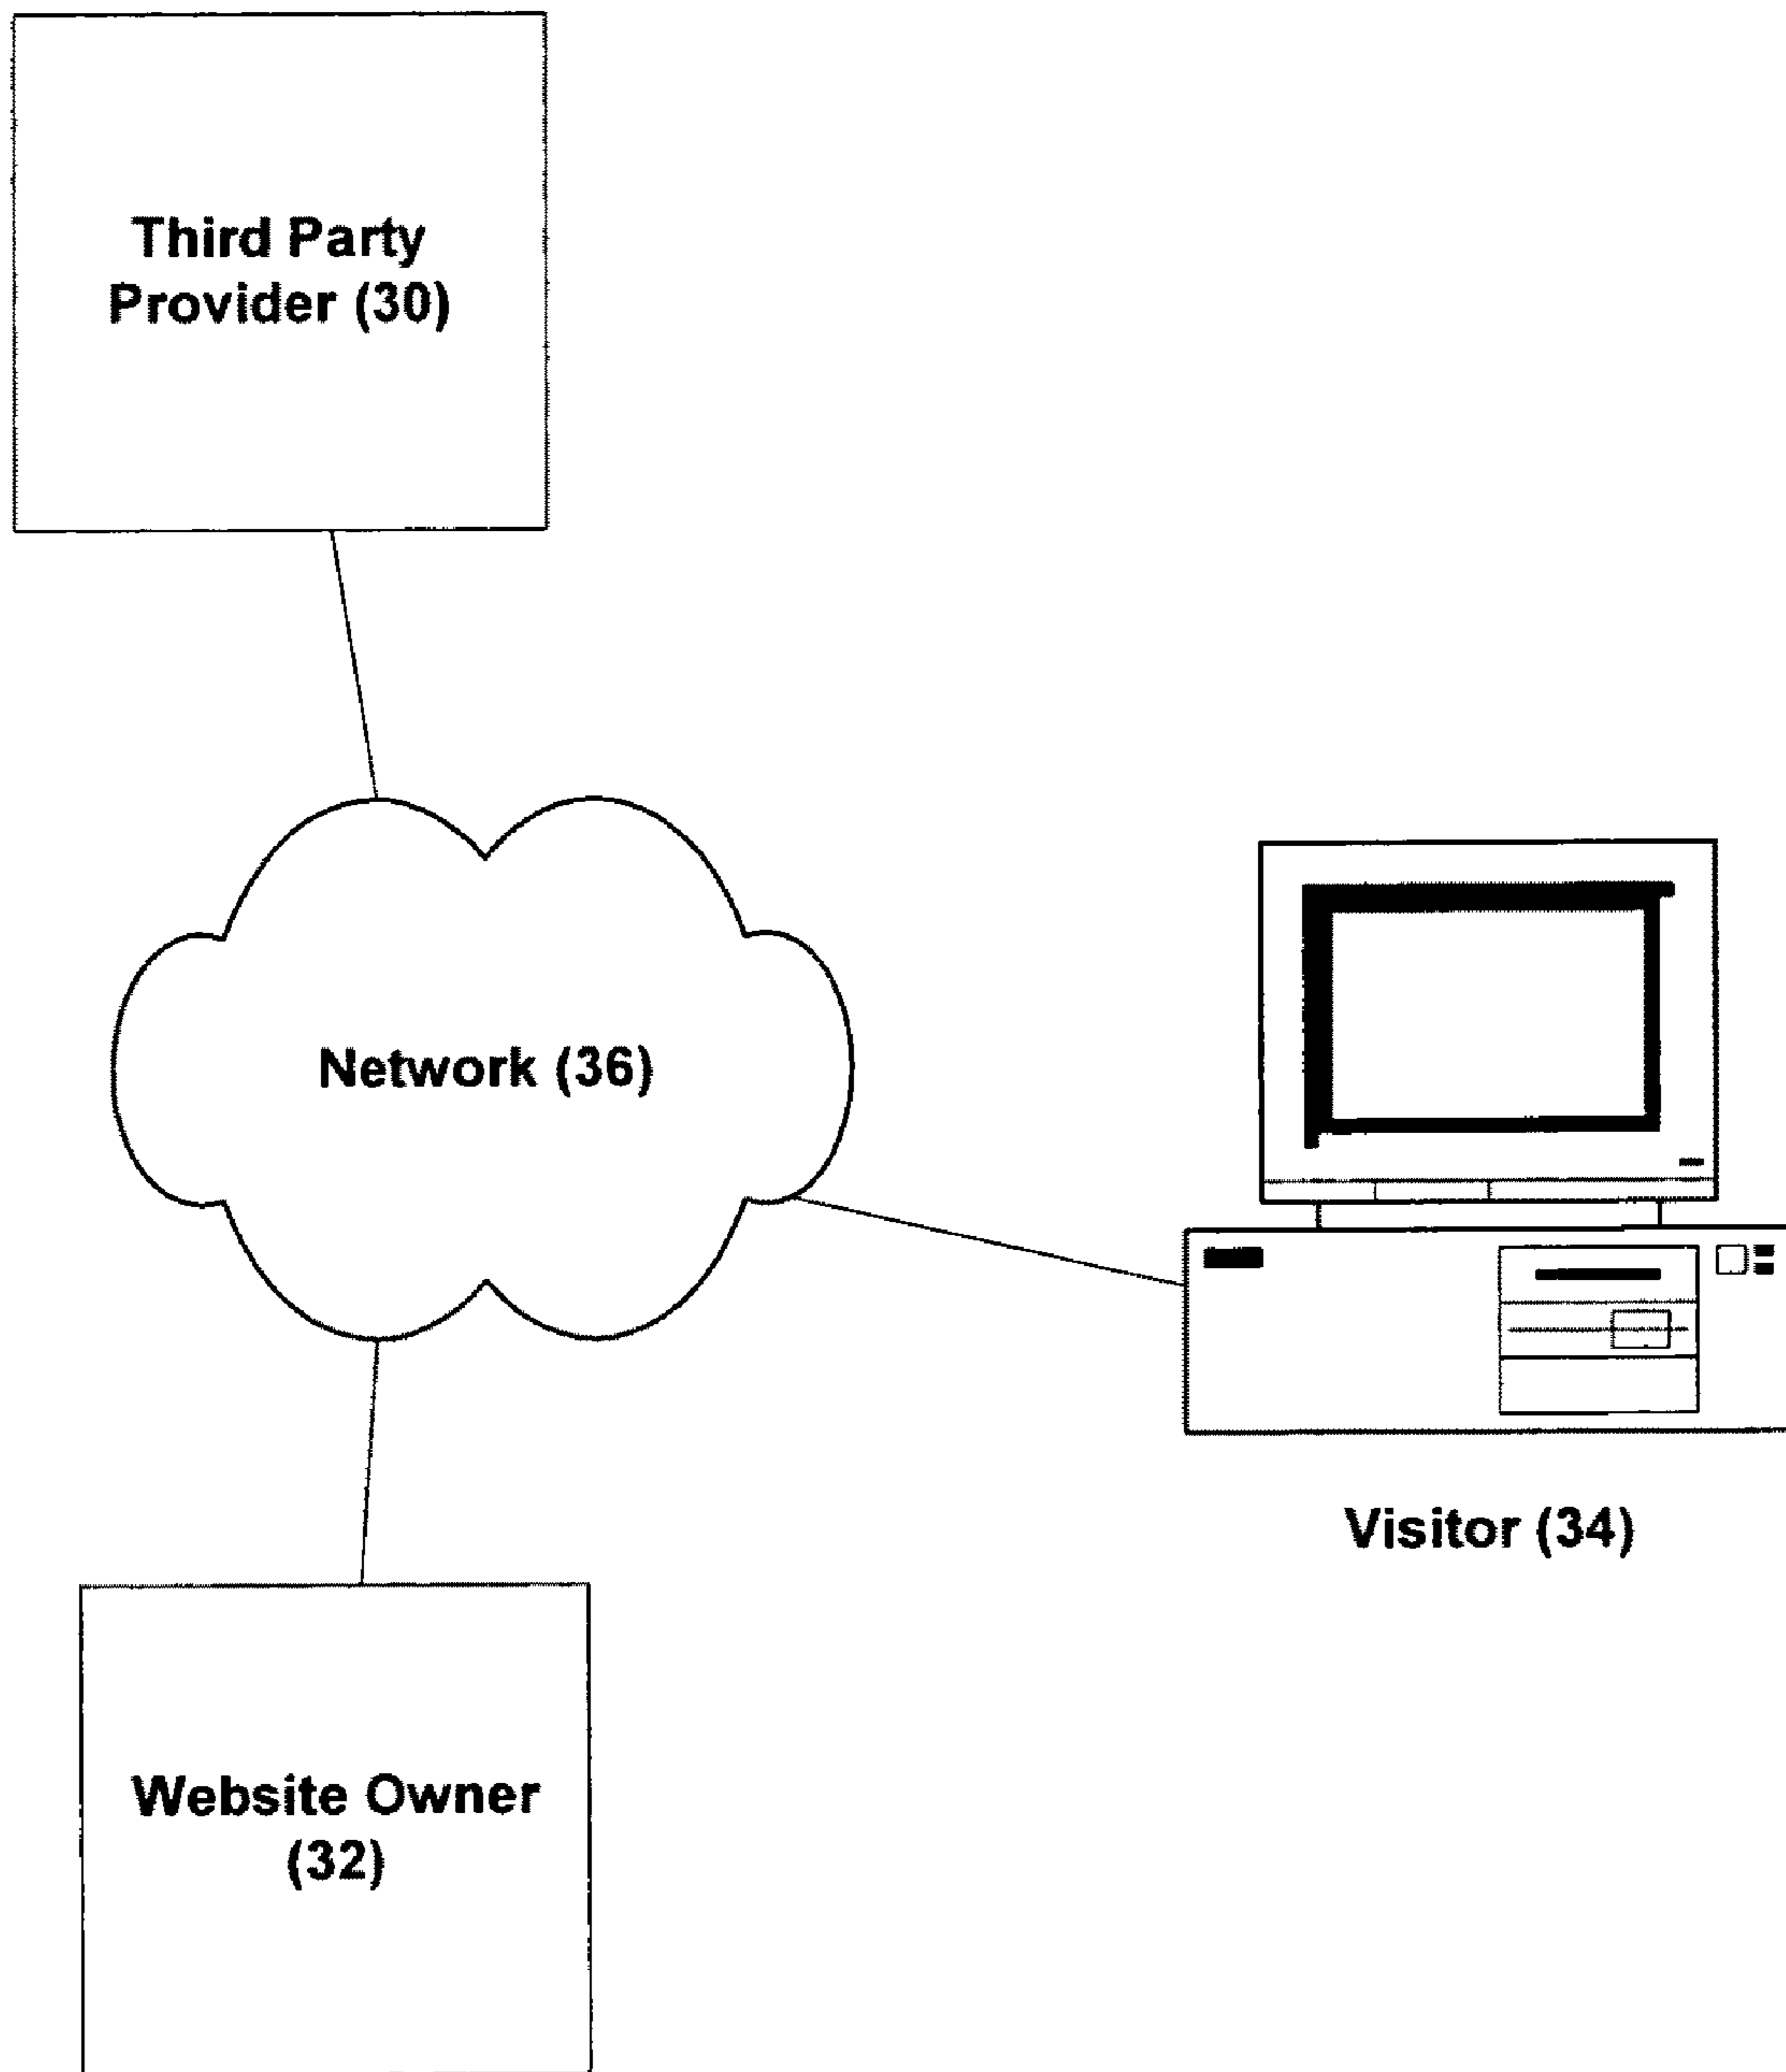 Third Party
Provider (30)
Network (36)
Visitor (34)
Website Owner
(32)